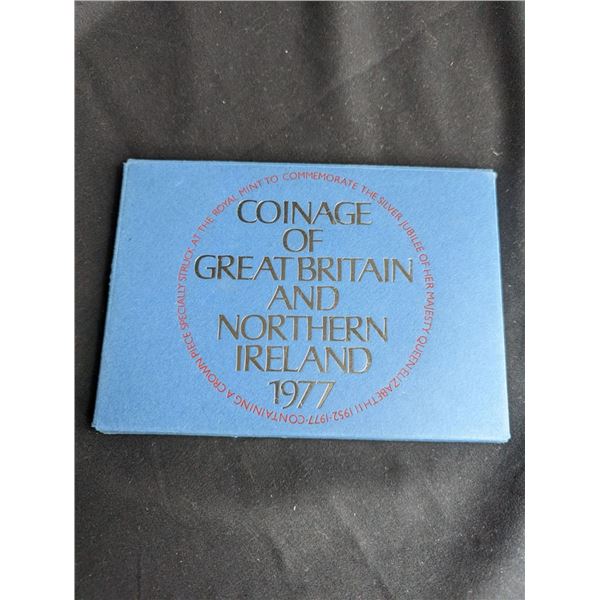 COINAGE
OF
GREAT BRITAIN
AND
NORTHERN
IRELAND
1977
CONTAINING A CROWN PIECE SPECIALLY STRUCK AT THE ROYAL MINT TO COMMEMORATE THE SILVER JUBILEE OF HER MAJESTY QUEEN ELIZABETH II 1952-1977·